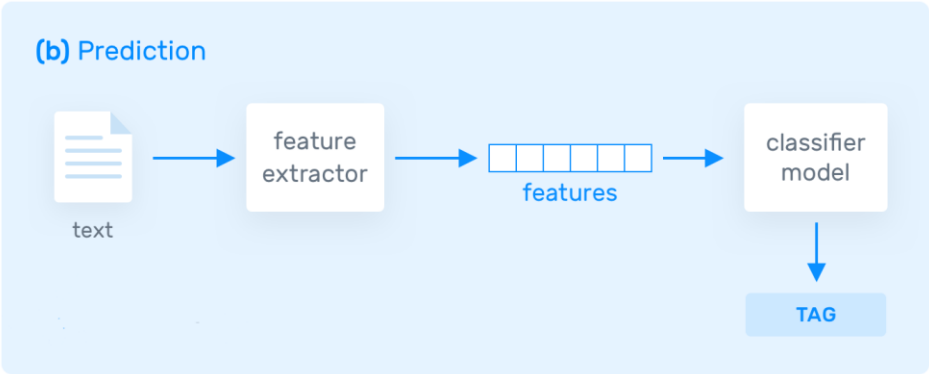 (b) Prediction
text
feature
extractor
features
classifier
model
TAG